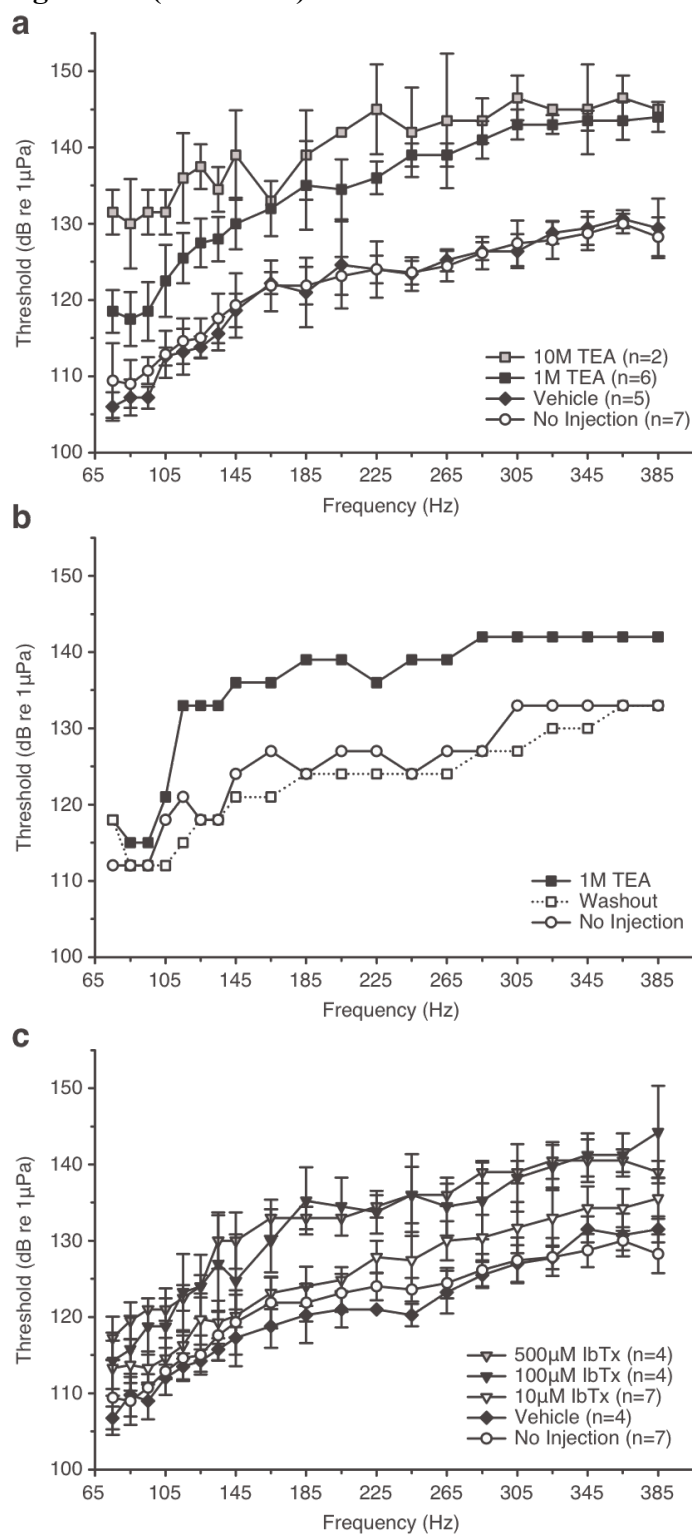 a
150
140
130
120
110
100
Threshold (dB re 1µPa)
10M TEA (n=2)
1M TEA (n=6)
Vehicle (n=5)
No Injection (n=7)
65 105 145 185 225 265 305 345 385
Frequency (Hz)
b
150
140
130
120
110
100
Threshold (dB re 1µPa)
1M TEA
Washout
No Injection
65 105 145 185 225 265 305 345 385
Frequency (Hz)
c
150
140
130
120
110
100
Threshold (dB re 1µPa)
500µM IbTx (n=4)
100µM IbTx (n=4)
10µM IbTx (n=7)
Vehicle (n=4)
No Injection (n=7)
65 105 145 185 225 265 305 345 385
Frequency (Hz)